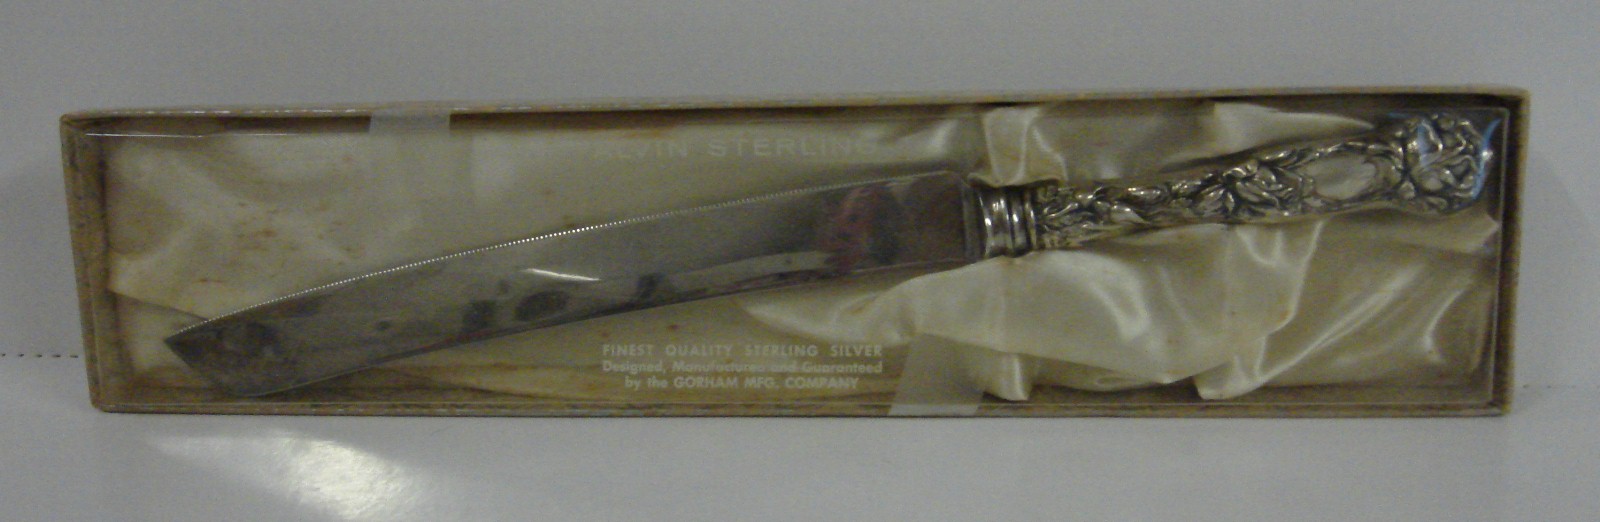 ALVIN STERLING
FINEST QUALITY STERLING SILVER
Designed, Manufactured and Guaranteed
by the GORHAM MFG. COMPANY